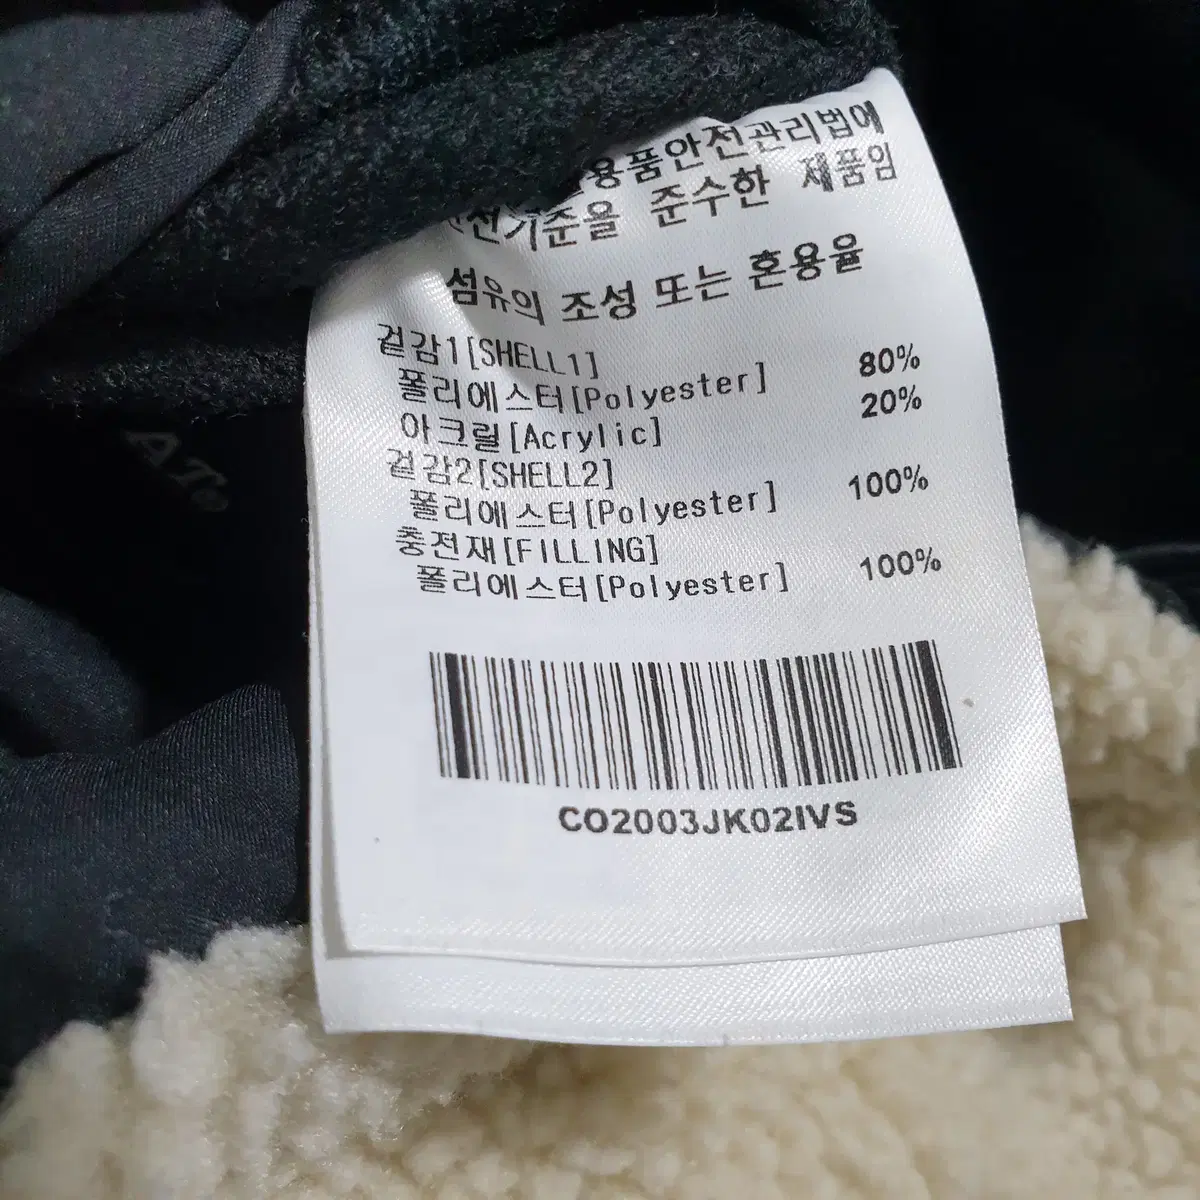 용품안전관리법에
안전기준을 준수한 제품임
섬유의 조성 또는 혼용율
겉감1[SHELL1]
폴리에스터[Polyester] 80%
아크릴[Acrylic] 20%
겉감2[SHELL2]
폴리에스터[Polyester] 100%
충전재[FILLING]
폴리에스터[Polyester] 100%
CO2003JK02IVS
AT